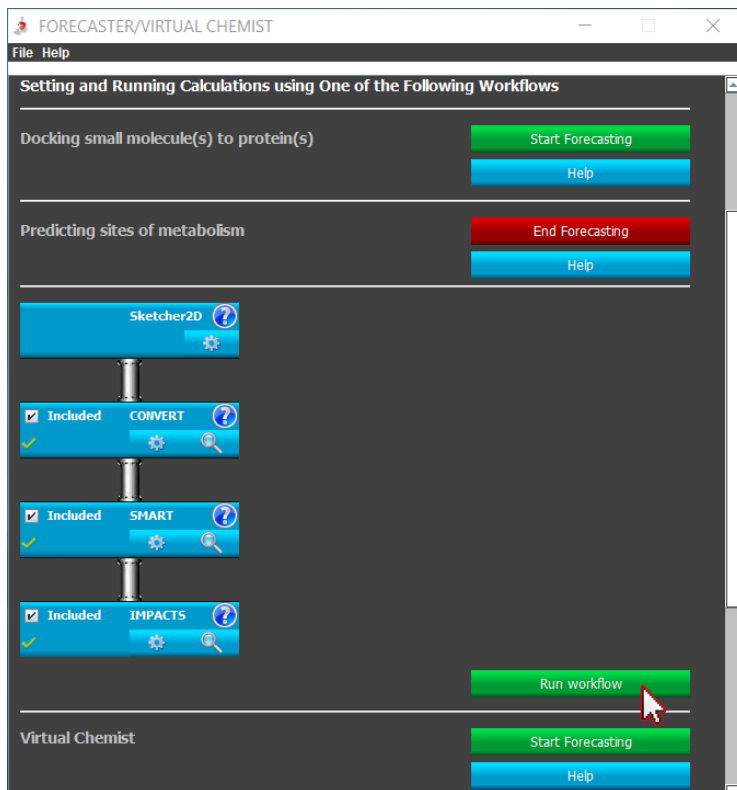 FORECASTER/VIRTUAL CHEMIST
File Help
Setting and Running Calculations using One of the Following Workflows
Docking small molecule(s) to protein(s)
Start Forecasting
Help
Predicting sites of metabolism
End Forecasting
Help
Sketcher2D ?
Included CONVERT ?
Included SMART ?
Included IMPACTS ?
Run workflow
Virtual Chemist
Start Forecasting
Help